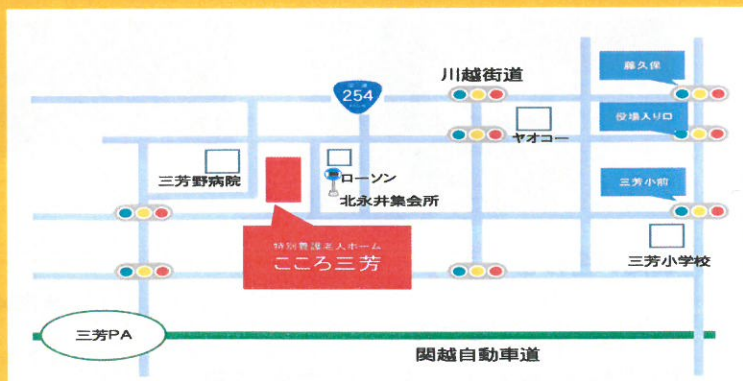 藤久保
川越街道
254
役場入り口
ヤオコー
三芳野病院
ローソン
北永井集会所
三芳小前
特別養護老人ホーム
こころ三芳
三芳小学校
三芳PA
関越自動車道